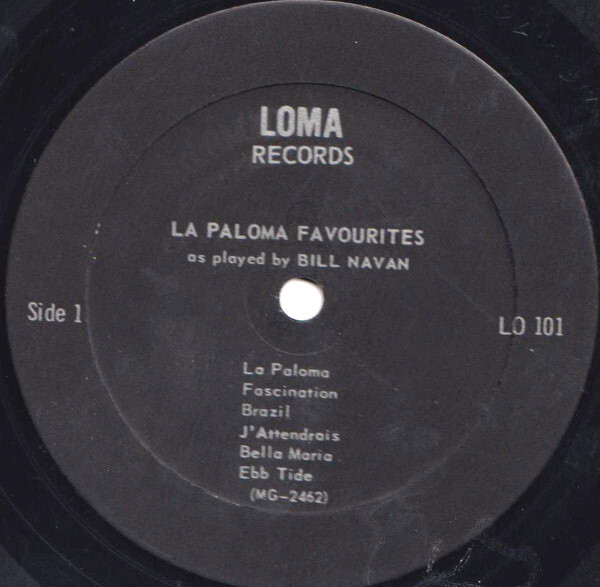 LOMA
RECORDS
LA PALOMA FAVOURITES
as played by BILL NAVAN
Side 1
LO 101
La Paloma
Fascination
Brazil
J'Attendrais
Bella Maria
Ebb Tide
(MG-2462)